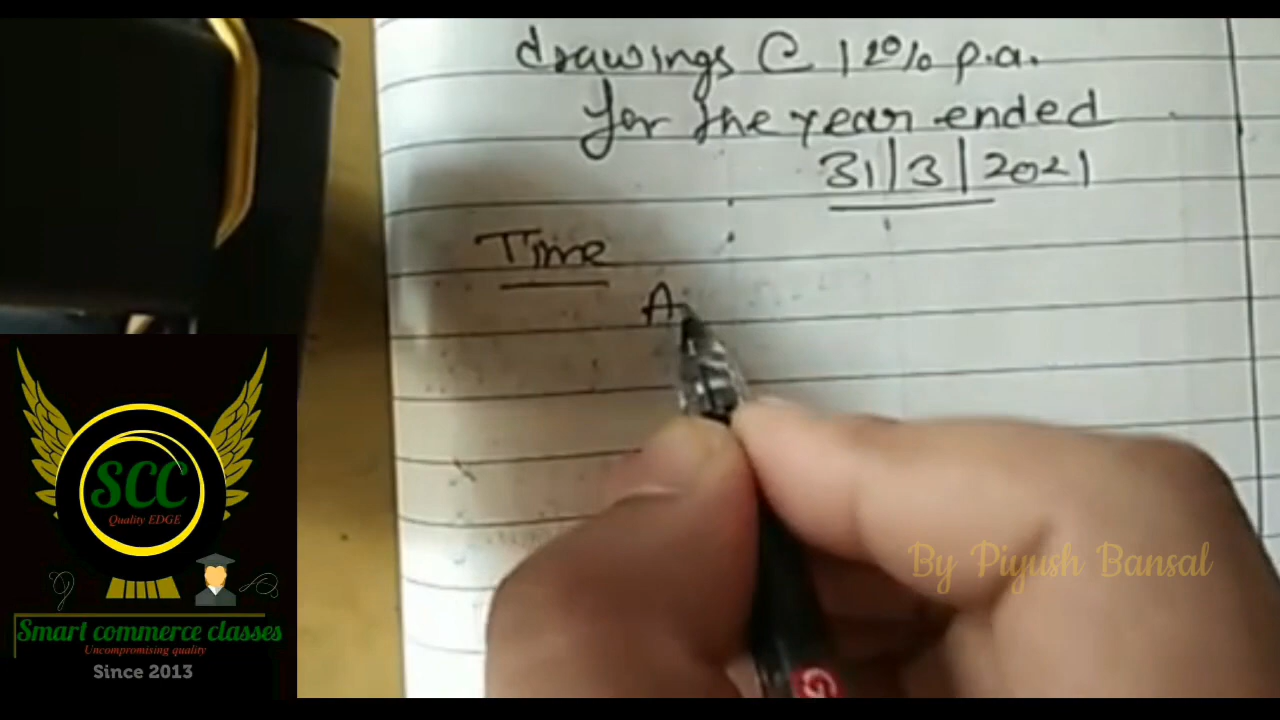 drawings @ 12% p.a.
for the year ended
31/3/2021
Time
A
SCC
Quality EDGE
Smart commerce classes
Uncompromising quality
Since 2013
By Piyush Bansal
G